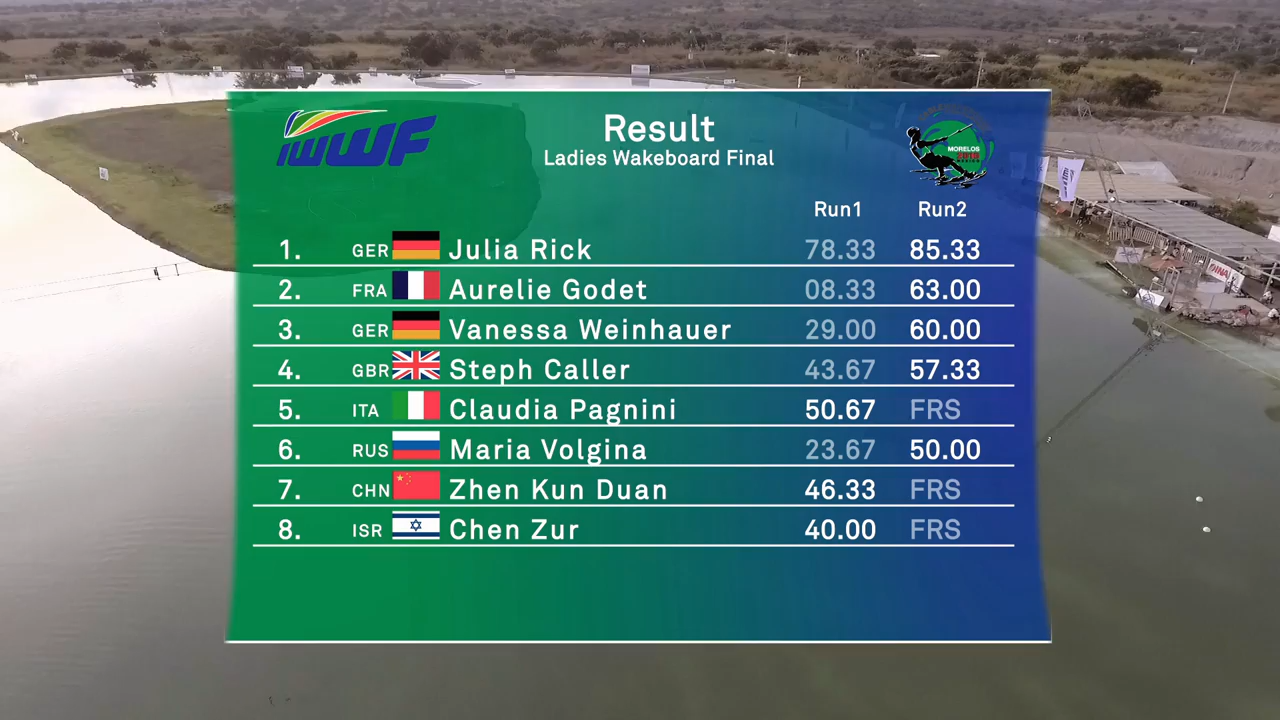 IWWF
Result
Ladies Wakeboard Final
MORELOS
Run1 Run2
1. GER Julia Rick 78.33 85.33
2. FRA Aurelie Godet 08.33 63.00
3. GER Vanessa Weinhauer 29.00 60.00
4. GBR Steph Caller 43.67 57.33
5. ITA Claudia Pagnini 50.67 FRS
6. RUS Maria Volgina 23.67 50.00
7. CHN Zhen Kun Duan 46.33 FRS
8. ISR Chen Zur 40.00 FRS